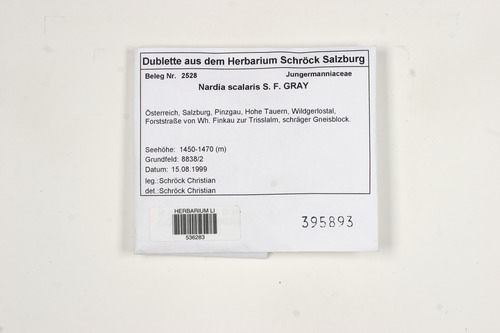 Dublette aus dem Herbarium Schröck Salzburg
Beleg Nr. 2528 Jungermanniaceae
Nardia scalaris S. F. GRAY
Österreich, Salzburg, Pinzgau, Hohe Tauern, Wildgerlostal,
Forststraße von Wh. Finkau zur Trisslalm, schräger Gneisblock.
Seehöhe: 1450-1470 (m)
Grundfeld: 8838/2
Datum: 15.08.1999
leg.:Schröck Christian
det.:Schröck Christian
HERBARIUM LI
536283
395893